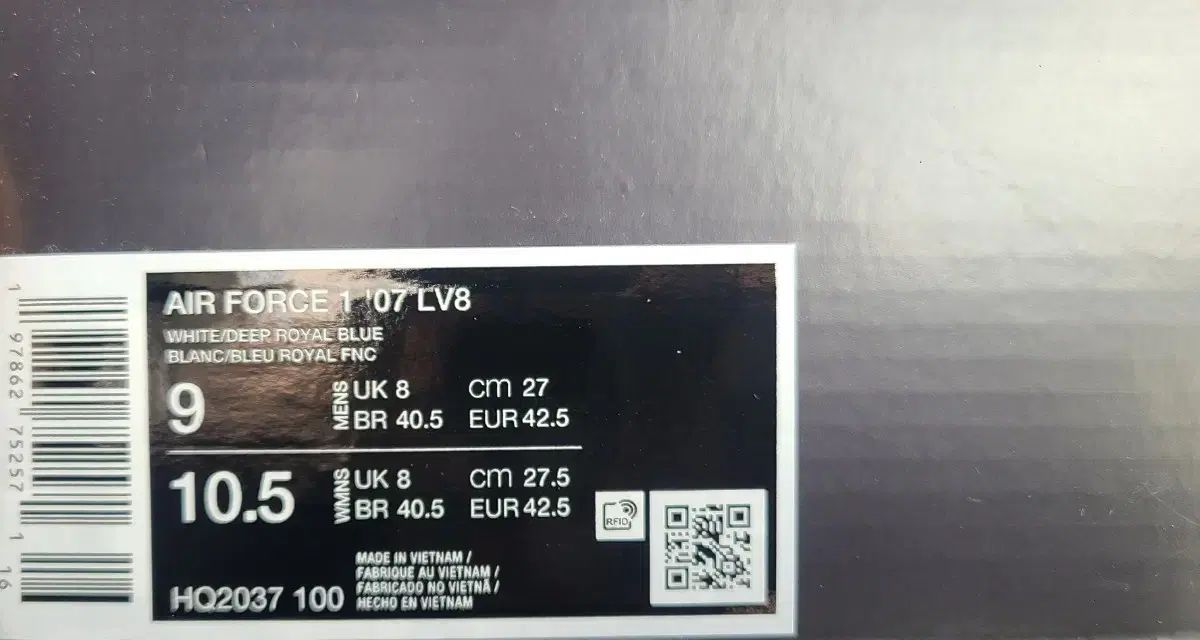 AIR FORCE 1 '07 LV8
WHITE/DEEP ROYAL BLUE
BLANC/BLEU ROYAL FNC
9 MENS UK 8 cm 27
BR 40.5 EUR 42.5
10.5 WMNS UK 8 cm 27.5
BR 40.5 EUR 42.5
RFID
MADE IN VIETNAM /
FABRIQUE AU VIETNAM /
FABRICADO NO VIETNÃ /
HECHO EN VIETNAM
HQ2037 100
1 97862 75257 1 16